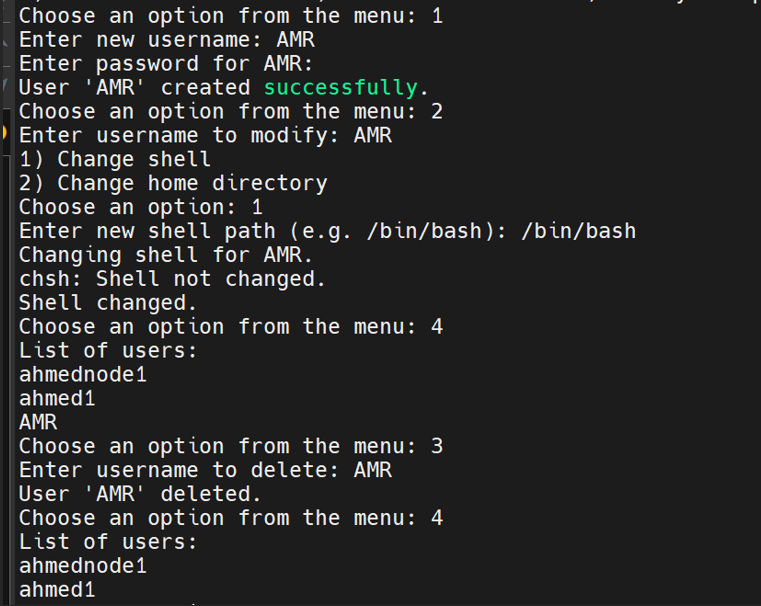 Choose an option from the menu: 1
Enter new username: AMR
Enter password for AMR:
User 'AMR' created successfully.
Choose an option from the menu: 2
Enter username to modify: AMR
1) Change shell
2) Change home directory
Choose an option: 1
Enter new shell path (e.g. /bin/bash): /bin/bash
Changing shell for AMR.
chsh: Shell not changed.
Shell changed.
Choose an option from the menu: 4
List of users:
ahmednode1
ahmed1
AMR
Choose an option from the menu: 3
Enter username to delete: AMR
User 'AMR' deleted.
Choose an option from the menu: 4
List of users:
ahmednode1
ahmed1